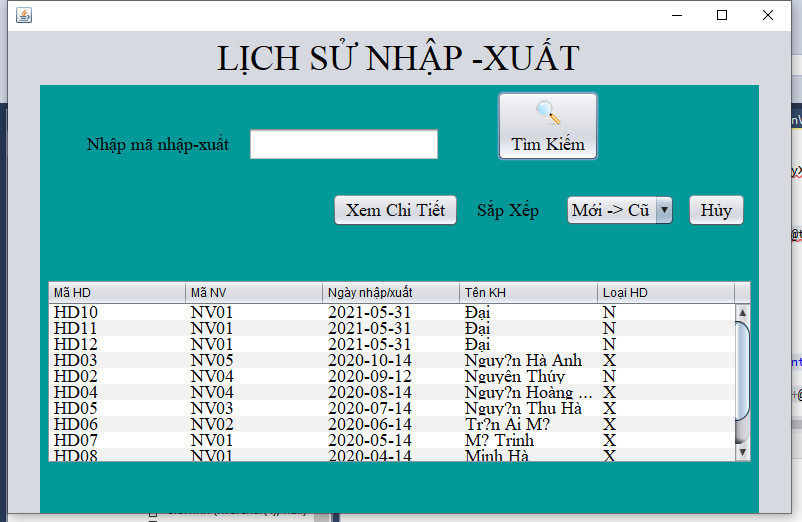 LỊCH SỬ NHẬP -XUẤT
Nhập mã nhập-xuất
Tìm Kiếm
Xem Chi Tiết Sắp Xếp Mới -> Cũ Hủy
Mã HD Mã NV Ngày nhập/xuất Tên KH Loại HD
HD10 NV01 2021-05-31 Đại N
HD11 NV01 2021-05-31 Đại N
HD12 NV01 2021-05-31 Đại N
HD03 NV05 2020-10-14 Nguy?n Hà Anh X
HD02 NV04 2020-09-12 Nguyên Thúy N
HD04 NV04 2020-08-14 Nguy?n Hoàng ... X
HD05 NV03 2020-07-14 Nguy?n Thu Hà X
HD06 NV02 2020-06-14 Tr?n Ai M? X
HD07 NV01 2020-05-14 M? Trinh X
HD08 NV01 2020-04-14 Minh Hà X